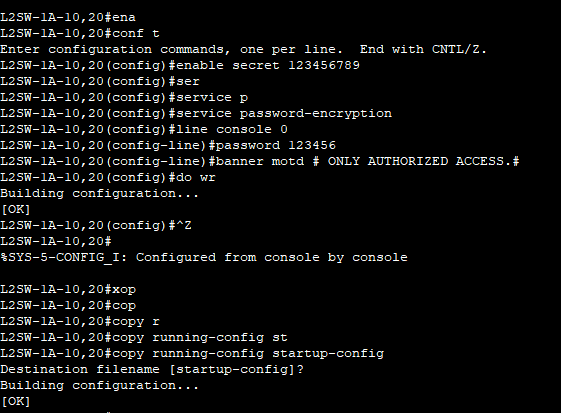 L2SW-1A-10,20#ena
L2SW-1A-10,20#conf t
Enter configuration commands, one per line.  End with CNTL/Z.
L2SW-1A-10,20(config)#enable secret 123456789
L2SW-1A-10,20(config)#ser
L2SW-1A-10,20(config)#service p
L2SW-1A-10,20(config)#service password-encryption
L2SW-1A-10,20(config)#line console 0
L2SW-1A-10,20(config-line)#password 123456
L2SW-1A-10,20(config-line)#banner motd # ONLY AUTHORIZED ACCESS.#
L2SW-1A-10,20(config)#do wr
Building configuration...
[OK]
L2SW-1A-10,20(config)#^Z
L2SW-1A-10,20#
%SYS-5-CONFIG_I: Configured from console by console
L2SW-1A-10,20#xop
L2SW-1A-10,20#cop
L2SW-1A-10,20#copy r
L2SW-1A-10,20#copy running-config st
L2SW-1A-10,20#copy running-config startup-config
Destination filename [startup-config]?
Building configuration...
[OK]